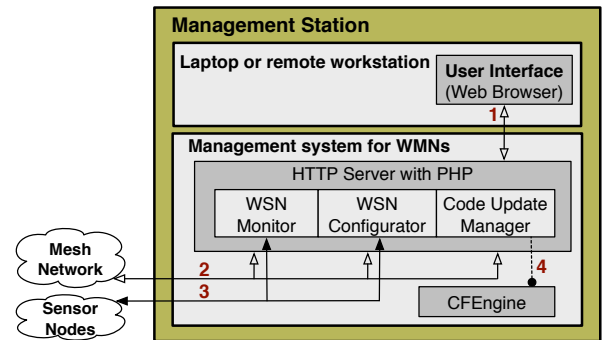 Management Station
Laptop or remote workstation
User Interface
(Web Browser)
1
Management system for WMNs
HTTP Server with PHP
WSN
Monitor
WSN
Configurator
Code Update
Manager
Mesh
Network
2
3
4
Sensor
Nodes
CFEngine